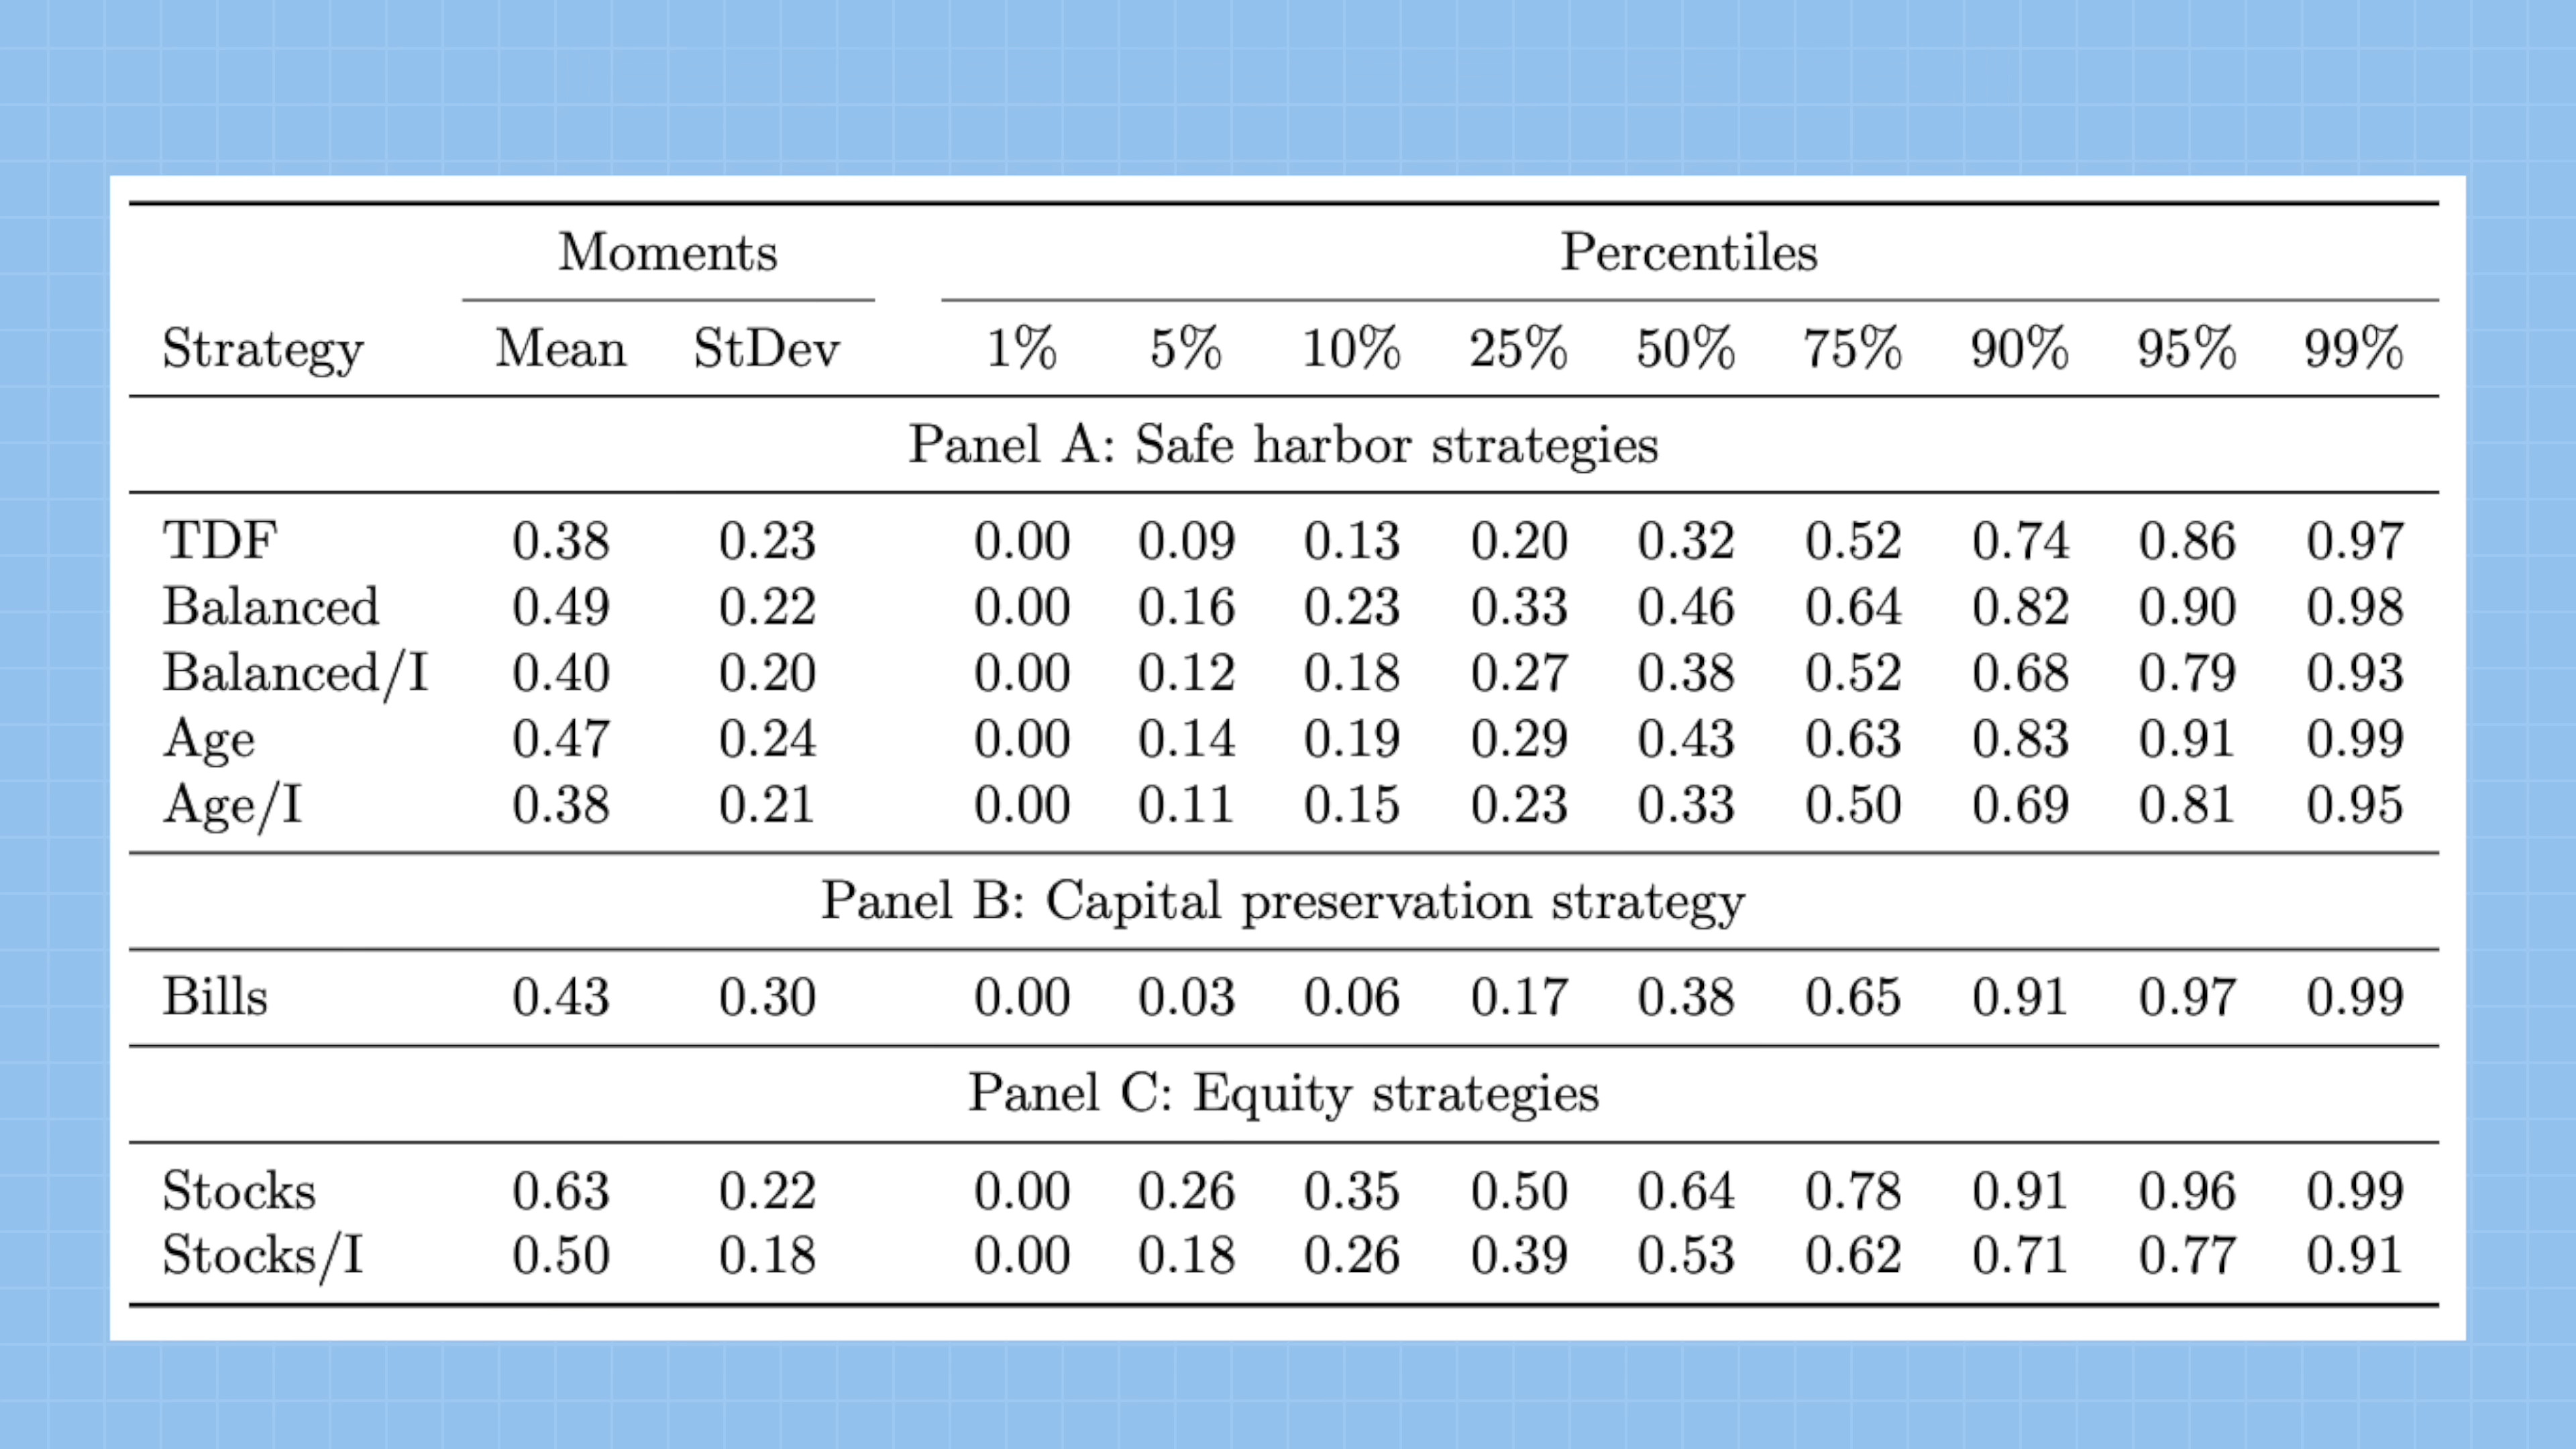 Moments Percentiles
Strategy Mean StDev 1% 5% 10% 25% 50% 75% 90% 95% 99%
Panel A: Safe harbor strategies
TDF 0.38 0.23 0.00 0.09 0.13 0.20 0.32 0.52 0.74 0.86 0.97
Balanced 0.49 0.22 0.00 0.16 0.23 0.33 0.46 0.64 0.82 0.90 0.98
Balanced/I 0.40 0.20 0.00 0.12 0.18 0.27 0.38 0.52 0.68 0.79 0.93
Age 0.47 0.24 0.00 0.14 0.19 0.29 0.43 0.63 0.83 0.91 0.99
Age/I 0.38 0.21 0.00 0.11 0.15 0.23 0.33 0.50 0.69 0.81 0.95
Panel B: Capital preservation strategy
Bills 0.43 0.30 0.00 0.03 0.06 0.17 0.38 0.65 0.91 0.97 0.99
Panel C: Equity strategies
Stocks 0.63 0.22 0.00 0.26 0.35 0.50 0.64 0.78 0.91 0.96 0.99
Stocks/I 0.50 0.18 0.00 0.18 0.26 0.39 0.53 0.62 0.71 0.77 0.91